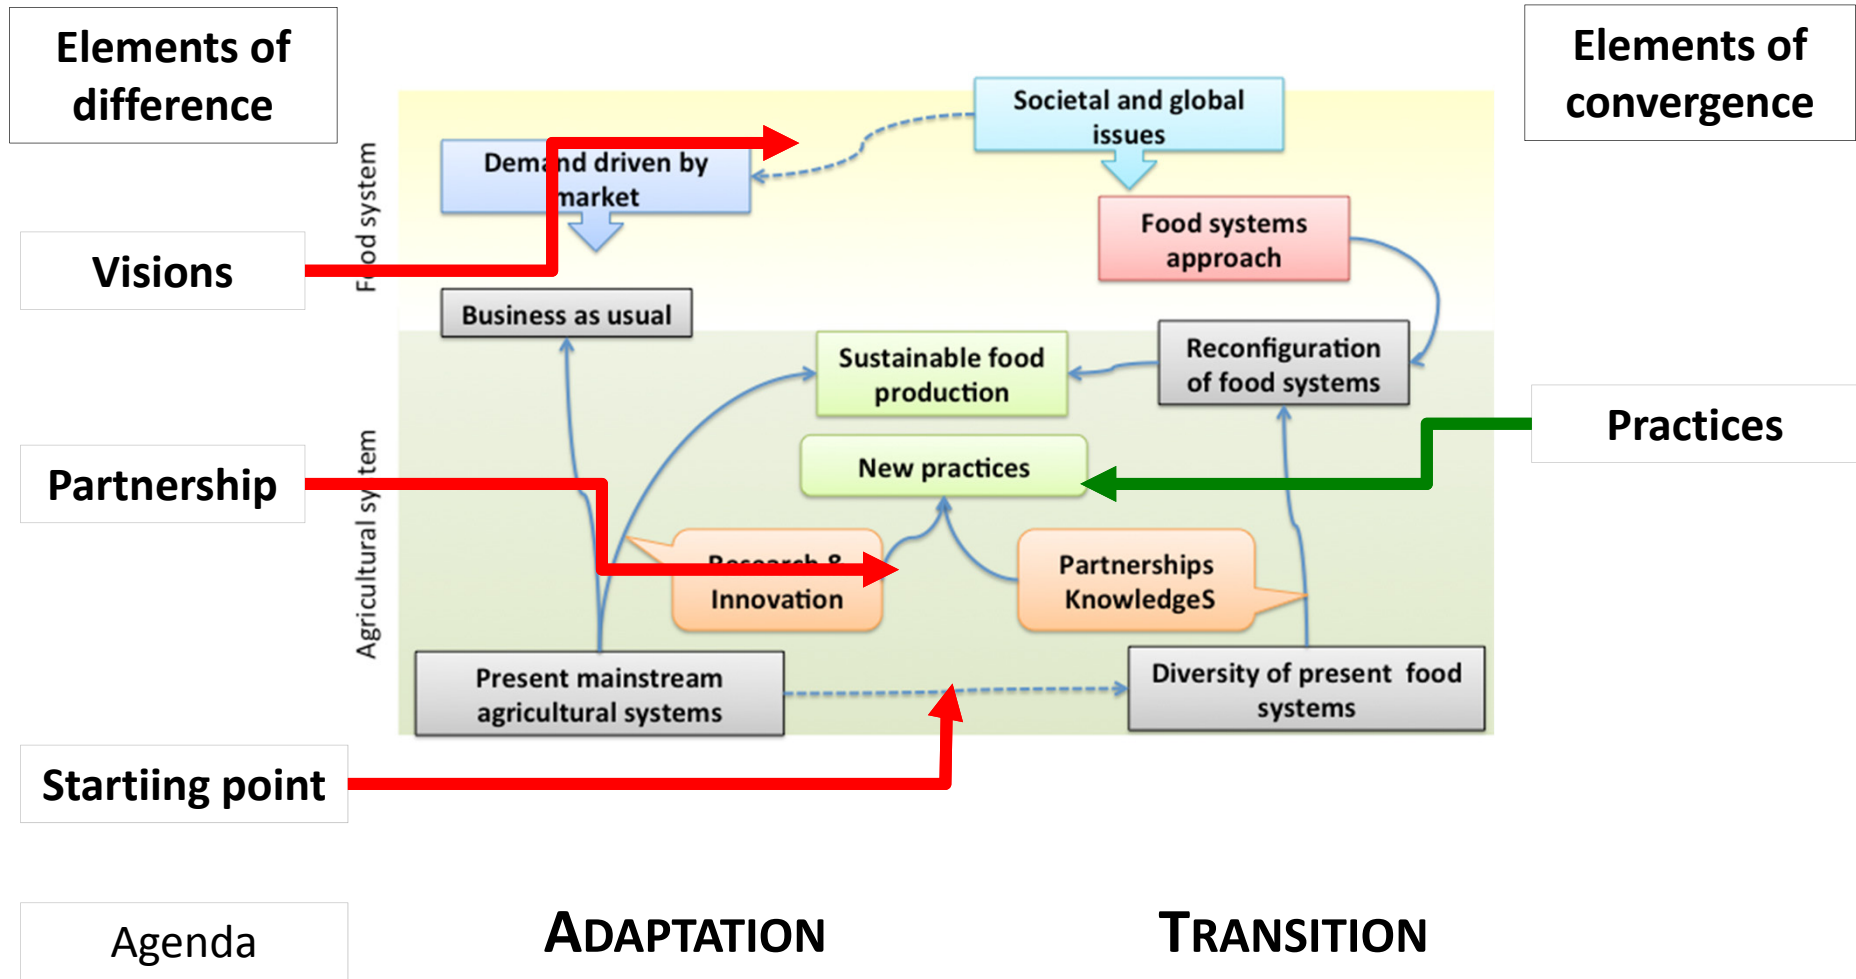 Elements of
difference
Elements of
convergence
Societal and global
issues
Demand driven by
market
Food system
Food systems
approach
Visions
Business as usual
Sustainable food
production
Reconfiguration
of food systems
Practices
New practices
Partnership
Agricultural system
Research &
Innovation
Partnerships
KnowledgeS
Present mainstream
agricultural systems
Diversity of present food
systems
Startiing point
Agenda
ADAPTATION
TRANSITION